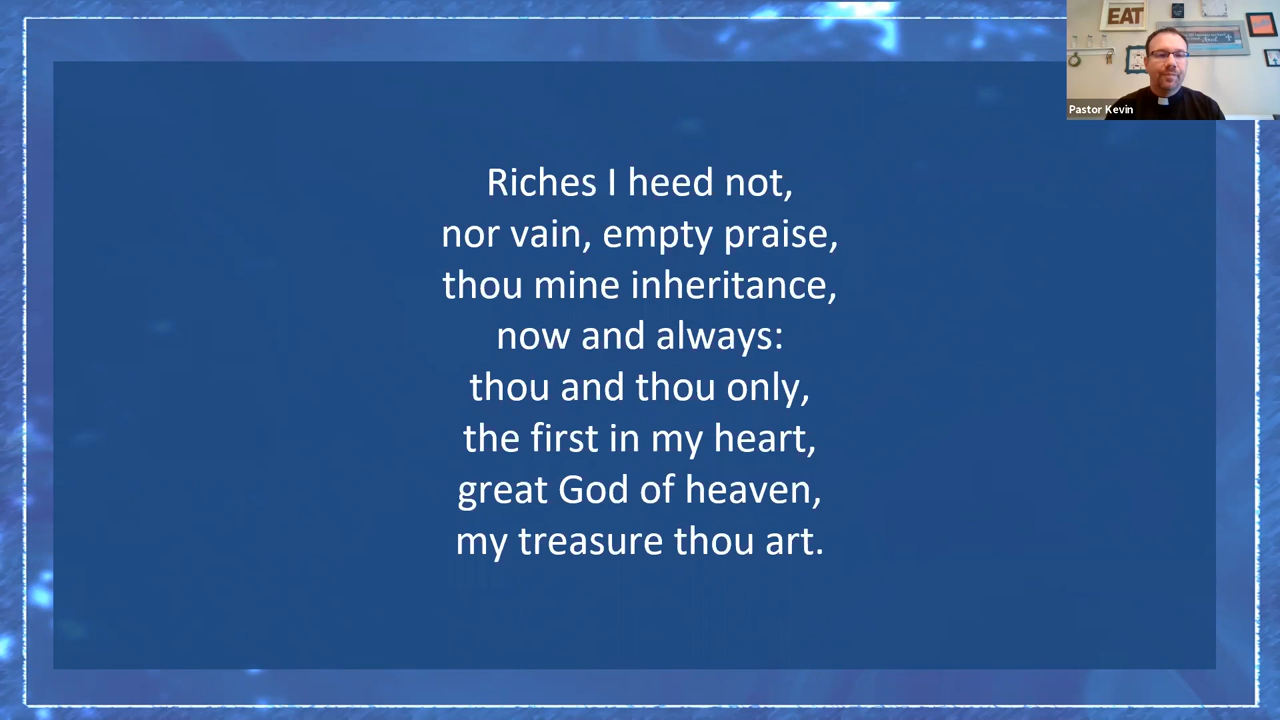 EAT
Pastor Kevin
Riches I heed not,
nor vain, empty praise,
thou mine inheritance,
now and always:
thou and thou only,
the first in my heart,
great God of heaven,
my treasure thou art.